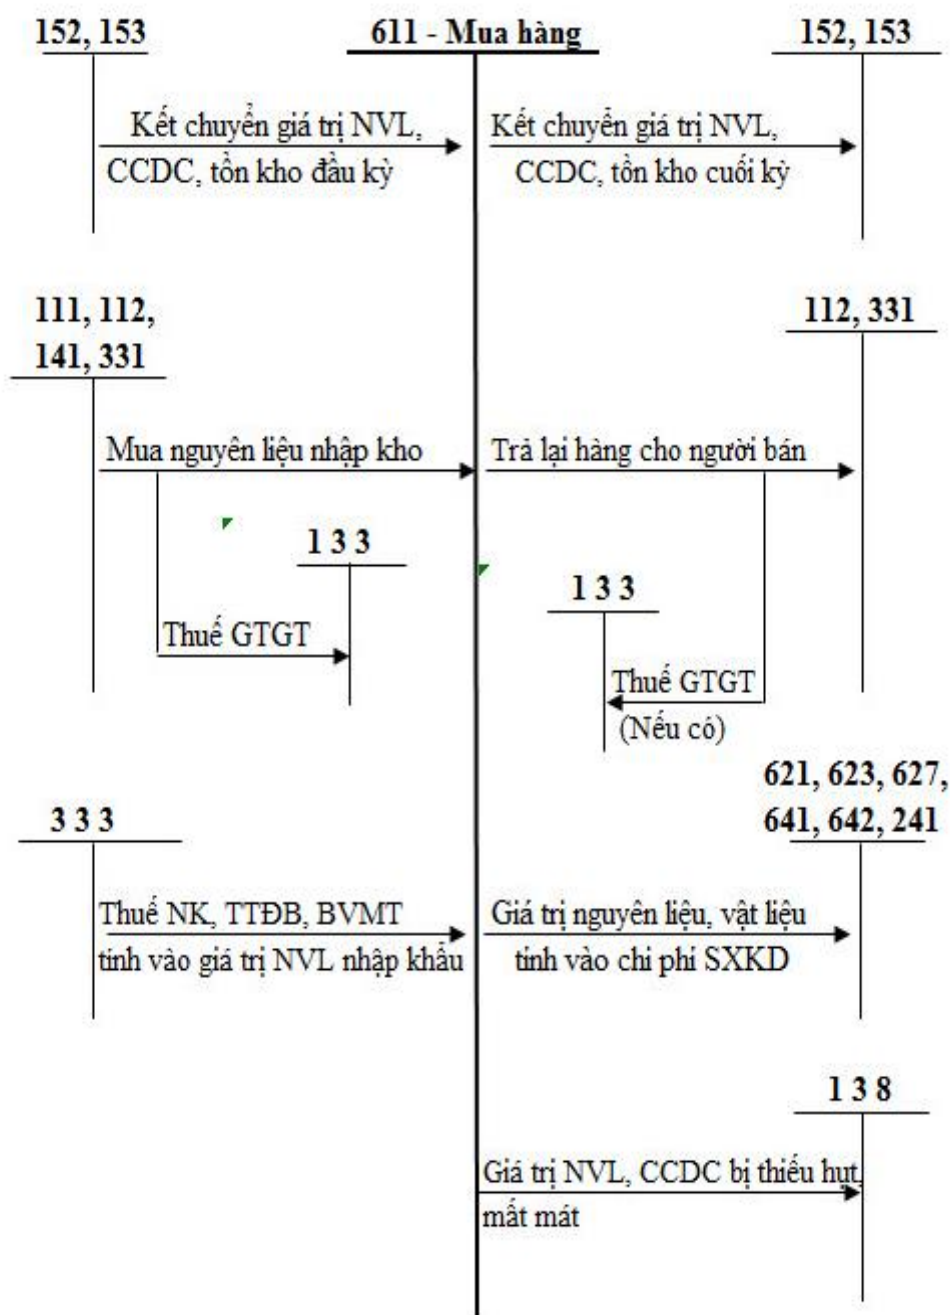 152, 153
611 - Mua hàng
152, 153
Kết chuyển giá trị NVL,
CCDC, tồn kho đầu kỳ
Kết chuyển giá trị NVL,
CCDC, tồn kho cuối kỳ
111, 112,
141, 331
112, 331
Mua nguyên liệu nhập kho
Trả lại hàng cho người bán
1 3 3
Thuế GTGT
1 3 3
Thuế GTGT
(Nếu có)
3 3 3
621, 623, 627,
641, 642, 241
Thuế NK, TTĐB, BVMT
tính vào giá trị NVL nhập khẩu
Giá trị nguyên liệu, vật liệu
tính vào chi phí SXKD
1 3 8
Giá trị NVL, CCDC bị thiếu hụt,
mất mát